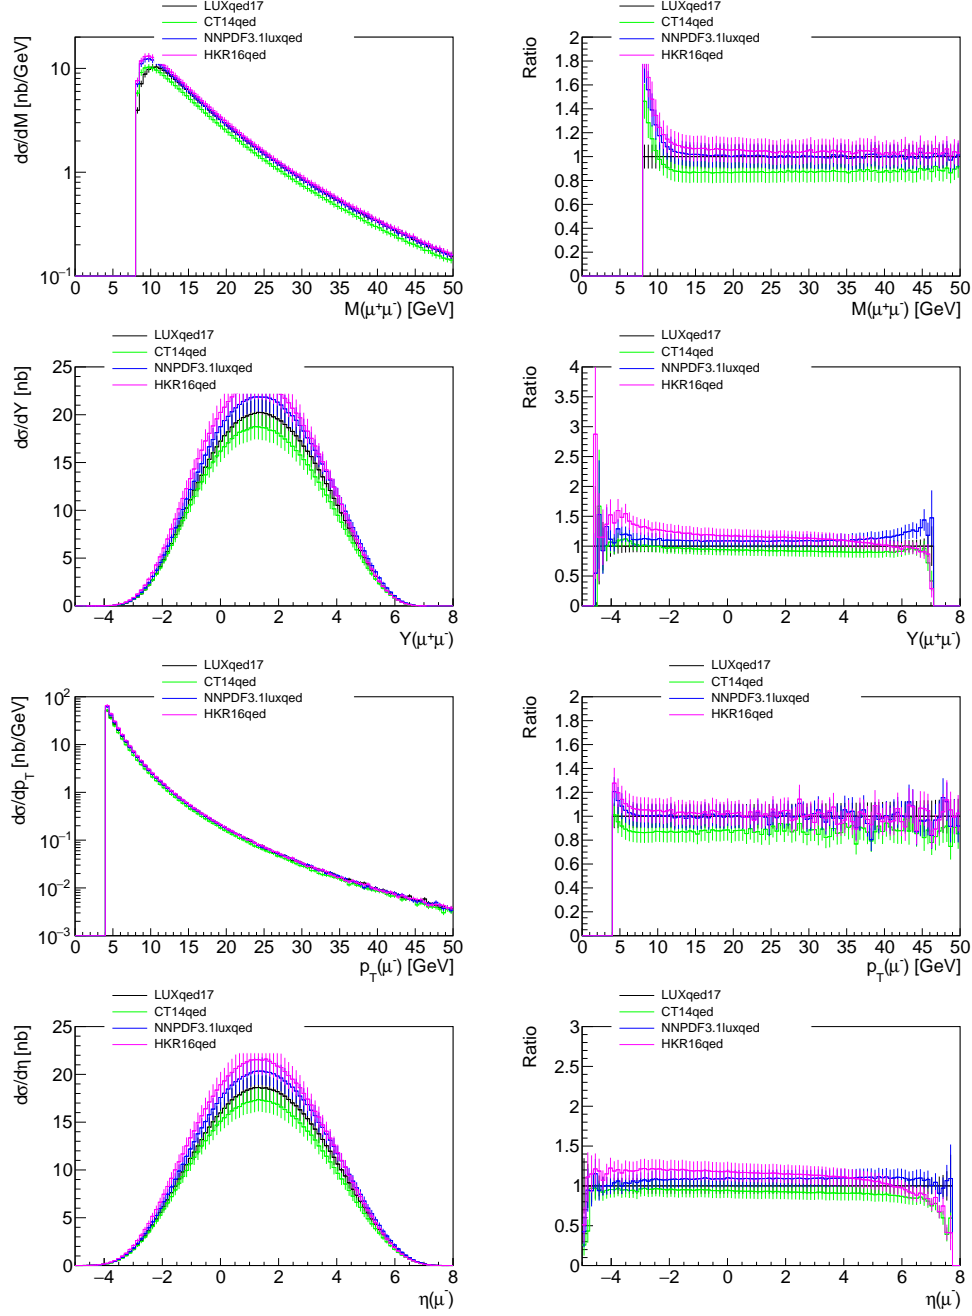 LUXqed17
CT14qed
NNPDF3.1luxqed
HKR16qed
dσ/dM [nb/GeV]
10
1
10⁻¹
0 5 10 15 20 25 30 35 40 45 50
M(μ⁺μ⁻) [GeV]
LUXqed17
CT14qed
NNPDF3.1luxqed
HKR16qed
Ratio
2
1.8
1.6
1.4
1.2
1
0.8
0.6
0.4
0.2
0
0 5 10 15 20 25 30 35 40 45 50
M(μ⁺μ⁻) [GeV]
LUXqed17
CT14qed
NNPDF3.1luxqed
HKR16qed
dσ/dY [nb]
25
20
15
10
5
0
−4 −2 0 2 4 6 8
Y(μ⁺μ⁻)
LUXqed17
CT14qed
NNPDF3.1luxqed
HKR16qed
Ratio
4
3.5
3
2.5
2
1.5
1
0.5
0
−4 −2 0 2 4 6 8
Y(μ⁺μ⁻)
LUXqed17
CT14qed
NNPDF3.1luxqed
HKR16qed
dσ/dp_T [nb/GeV]
10²
10
1
10⁻¹
10⁻²
10⁻³
0 5 10 15 20 25 30 35 40 45 50
p_T(μ⁻) [GeV]
LUXqed17
CT14qed
NNPDF3.1luxqed
HKR16qed
Ratio
2
1.8
1.6
1.4
1.2
1
0.8
0.6
0.4
0.2
0
0 5 10 15 20 25 30 35 40 45 50
p_T(μ⁻) [GeV]
LUXqed17
CT14qed
NNPDF3.1luxqed
HKR16qed
dσ/dη [nb]
25
20
15
10
5
0
−4 −2 0 2 4 6 8
η(μ⁻)
LUXqed17
CT14qed
NNPDF3.1luxqed
HKR16qed
Ratio
3
2.5
2
1.5
1
0.5
0
−4 −2 0 2 4 6 8
η(μ⁻)